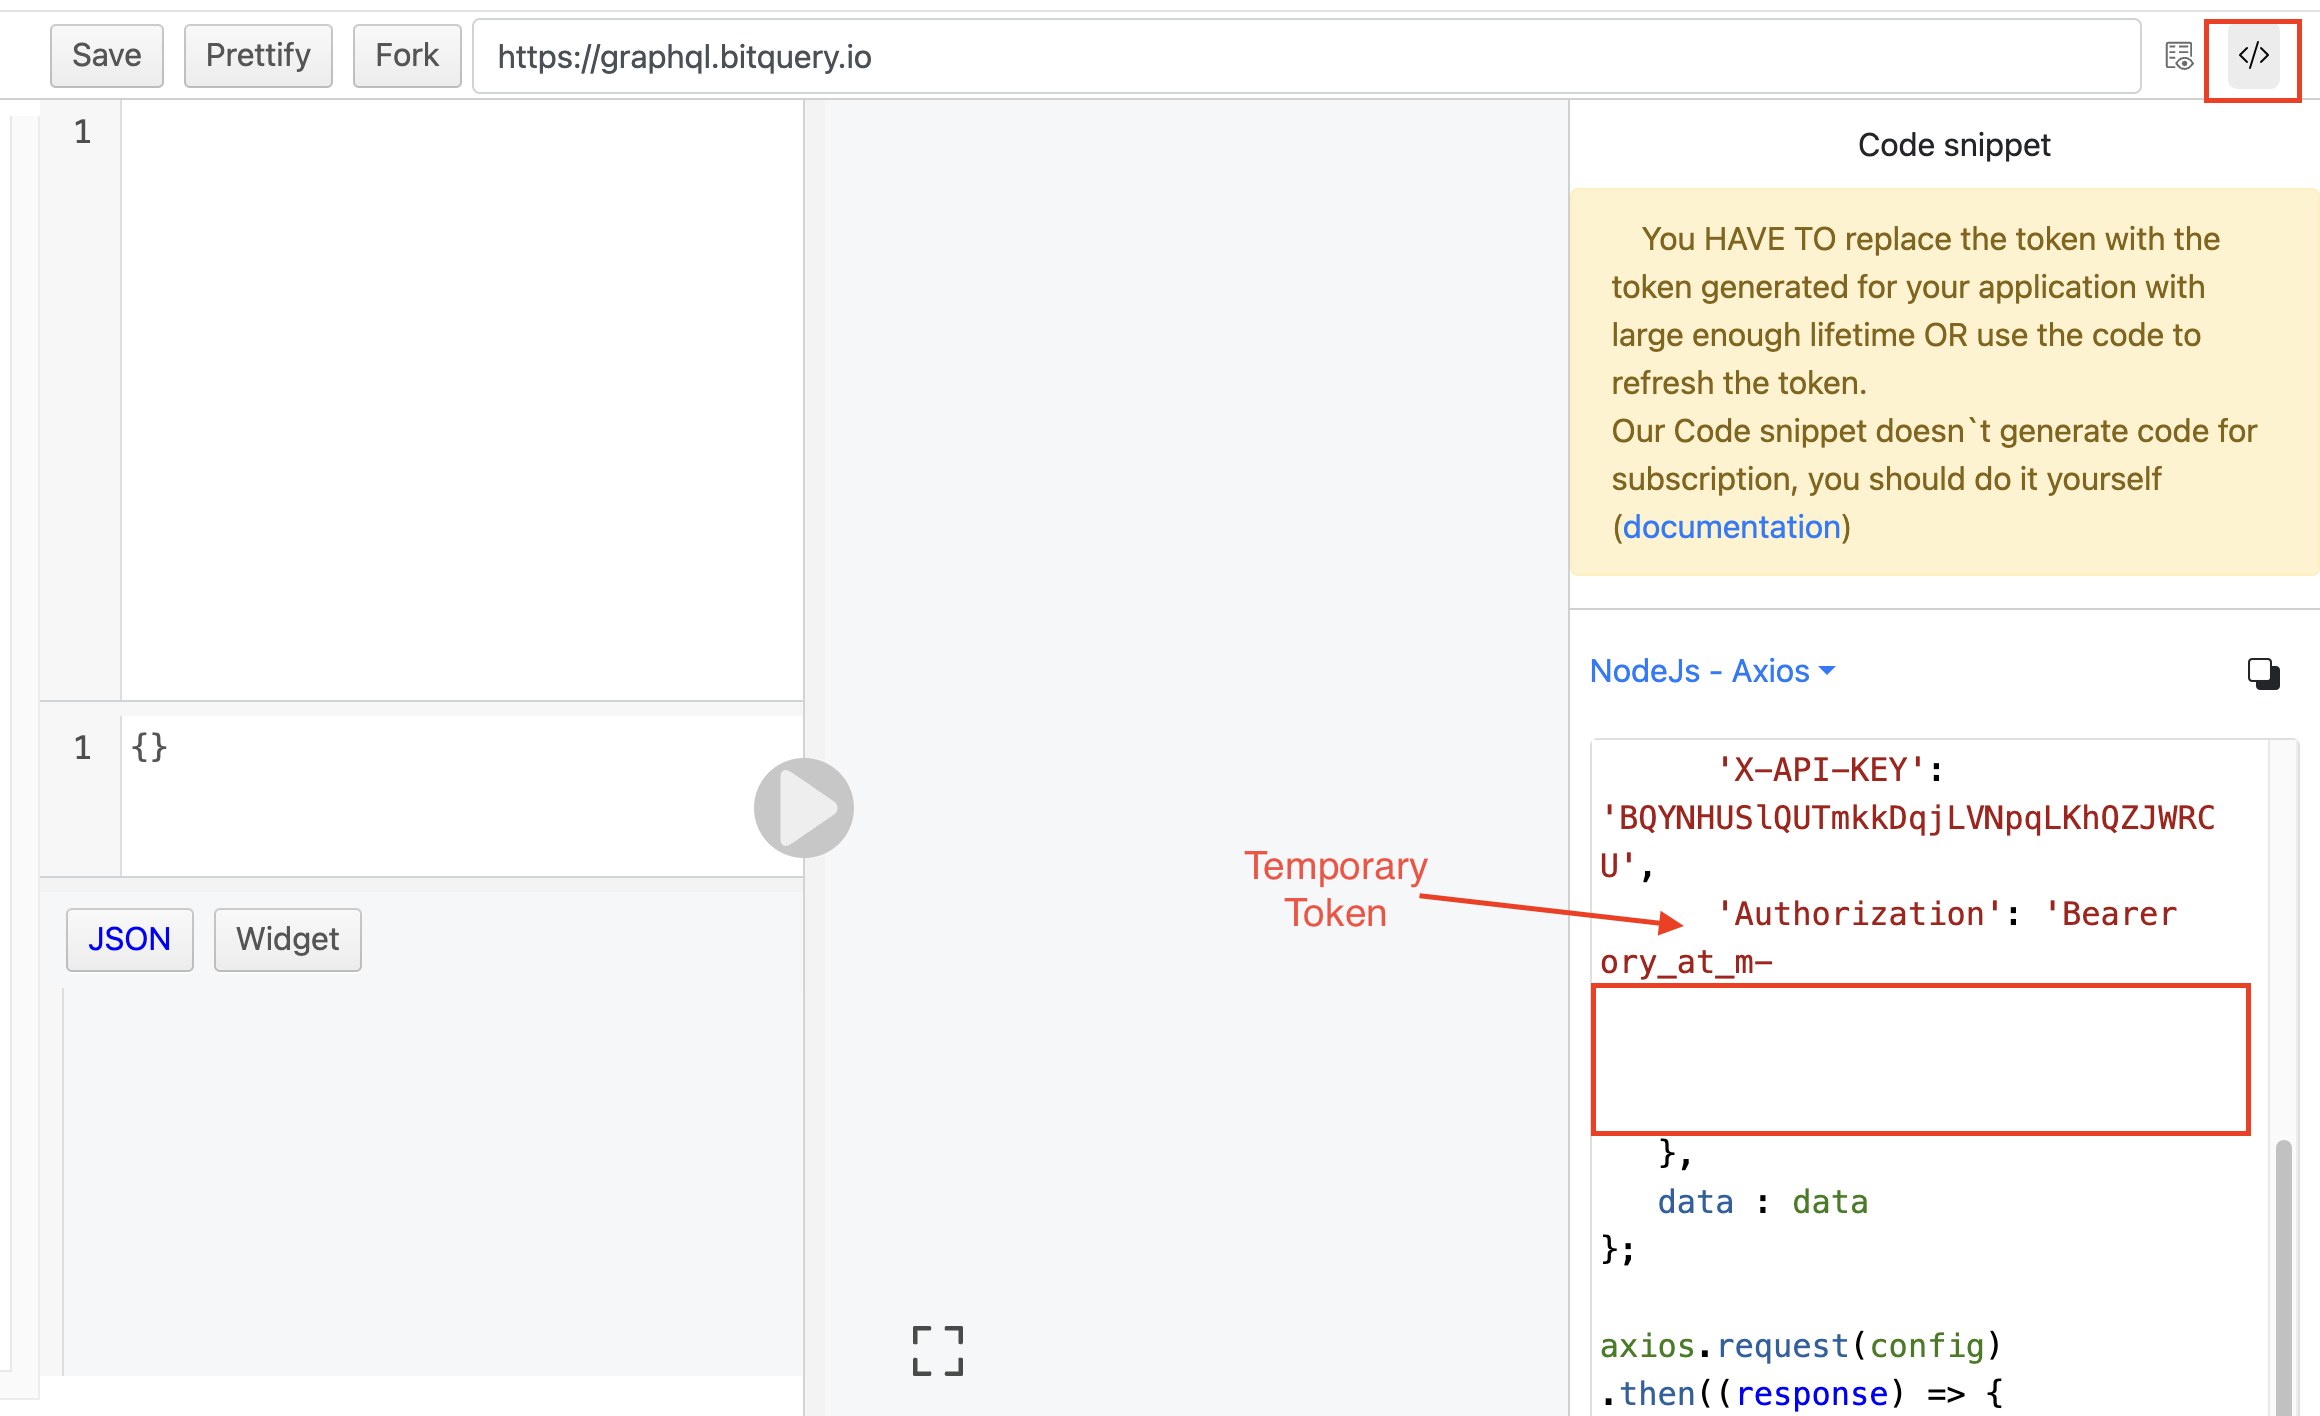 Save Prettify Fork https://graphql.bitquery.io </>
1
1 {}
JSON Widget
Temporary
Token
Code snippet
You HAVE TO replace the token with the
token generated for your application with
large enough lifetime OR use the code to
refresh the token.
Our Code snippet doesn`t generate code for
subscription, you should do it yourself
(documentation)
NodeJs - Axios
'X-API-KEY':
'BQYNHUSlQUTmkkDqjLVNpqLKhQZJWRC
U',
'Authorization': 'Bearer
ory_at_m-
},
data : data
};
axios.request(config)
.then((response) => {